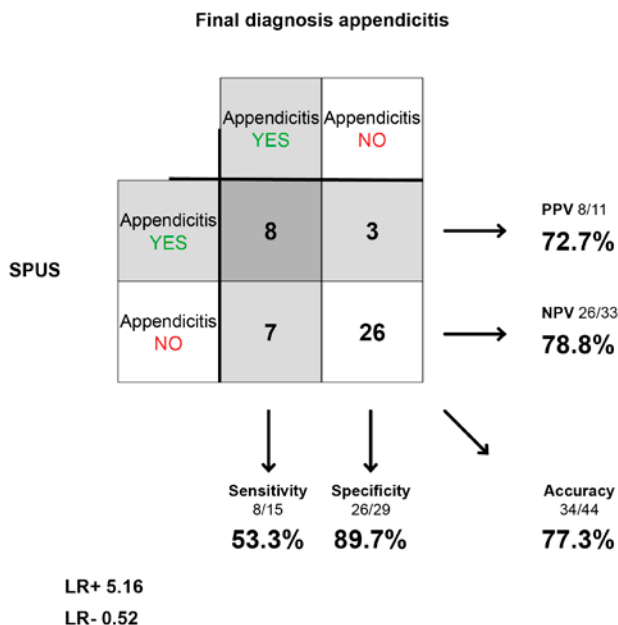 Final diagnosis appendicitis
Appendicitis Appendicitis
YES NO
Appendicitis
YES
8 3
PPV 8/11
72.7%
SPUS
Appendicitis
NO
7 26
NPV 26/33
78.8%
Sensitivity Specificity Accuracy
8/15 26/29 34/44
53.3% 89.7% 77.3%
LR+ 5.16
LR- 0.52